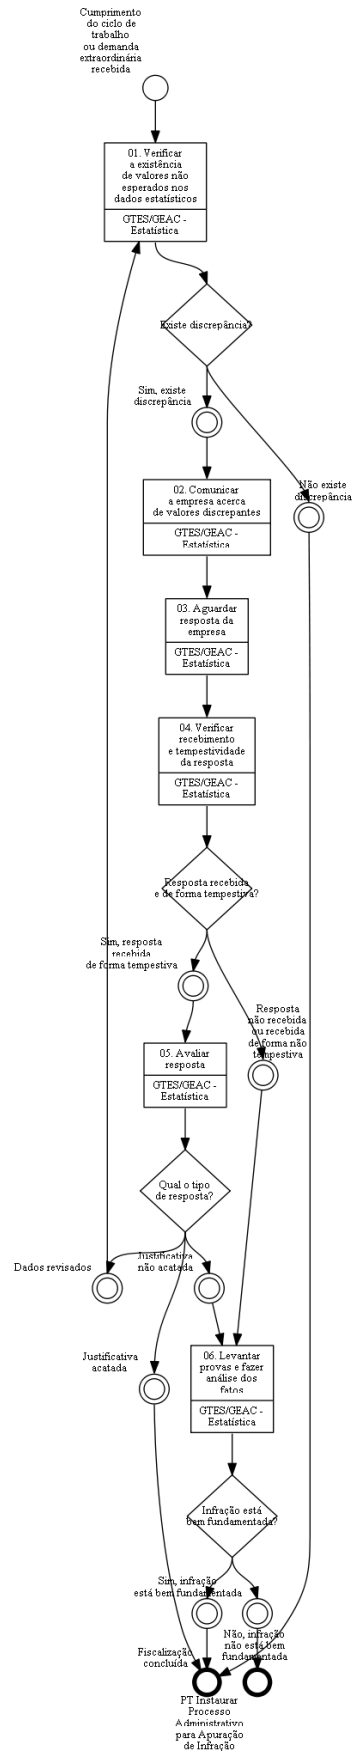 Cumprimento
do ciclo de
trabalho
ou demanda
extraordinária
recebida
01. Verificar
a existência
de valores não
esperados nos
dados estatísticos
GTES/GEAC -
Estatística
Existe discrepância?
Sim, existe
discrepância
Não existe
discrepância
02. Comunicar
a empresa acerca
de valores discrepantes
GTES/GEAC -
Estatística
03. Aguardar
resposta da
empresa
GTES/GEAC -
Estatística
04. Verificar
recebimento
e tempestividade
da resposta
GTES/GEAC -
Estatística
Resposta recebida
e de forma tempestiva?
Sim, resposta
recebida
de forma tempestiva
Resposta
não recebida
ou recebida
de forma não
tempestiva
05. Avaliar
resposta
GTES/GEAC -
Estatística
Qual o tipo
de resposta?
Dados revisados
Justificativa
não acatada
Justificativa
acatada
06. Levantar
provas e fazer
análise dos
fatos
GTES/GEAC -
Estatística
Infração está
bem fundamentada?
Sim, infração
está bem fundamentada
Não, infração
não está bem
fundamentada
Fiscalização
concluída
PT Instaurar
Processo
Administrativo
para Apuração
de Infração